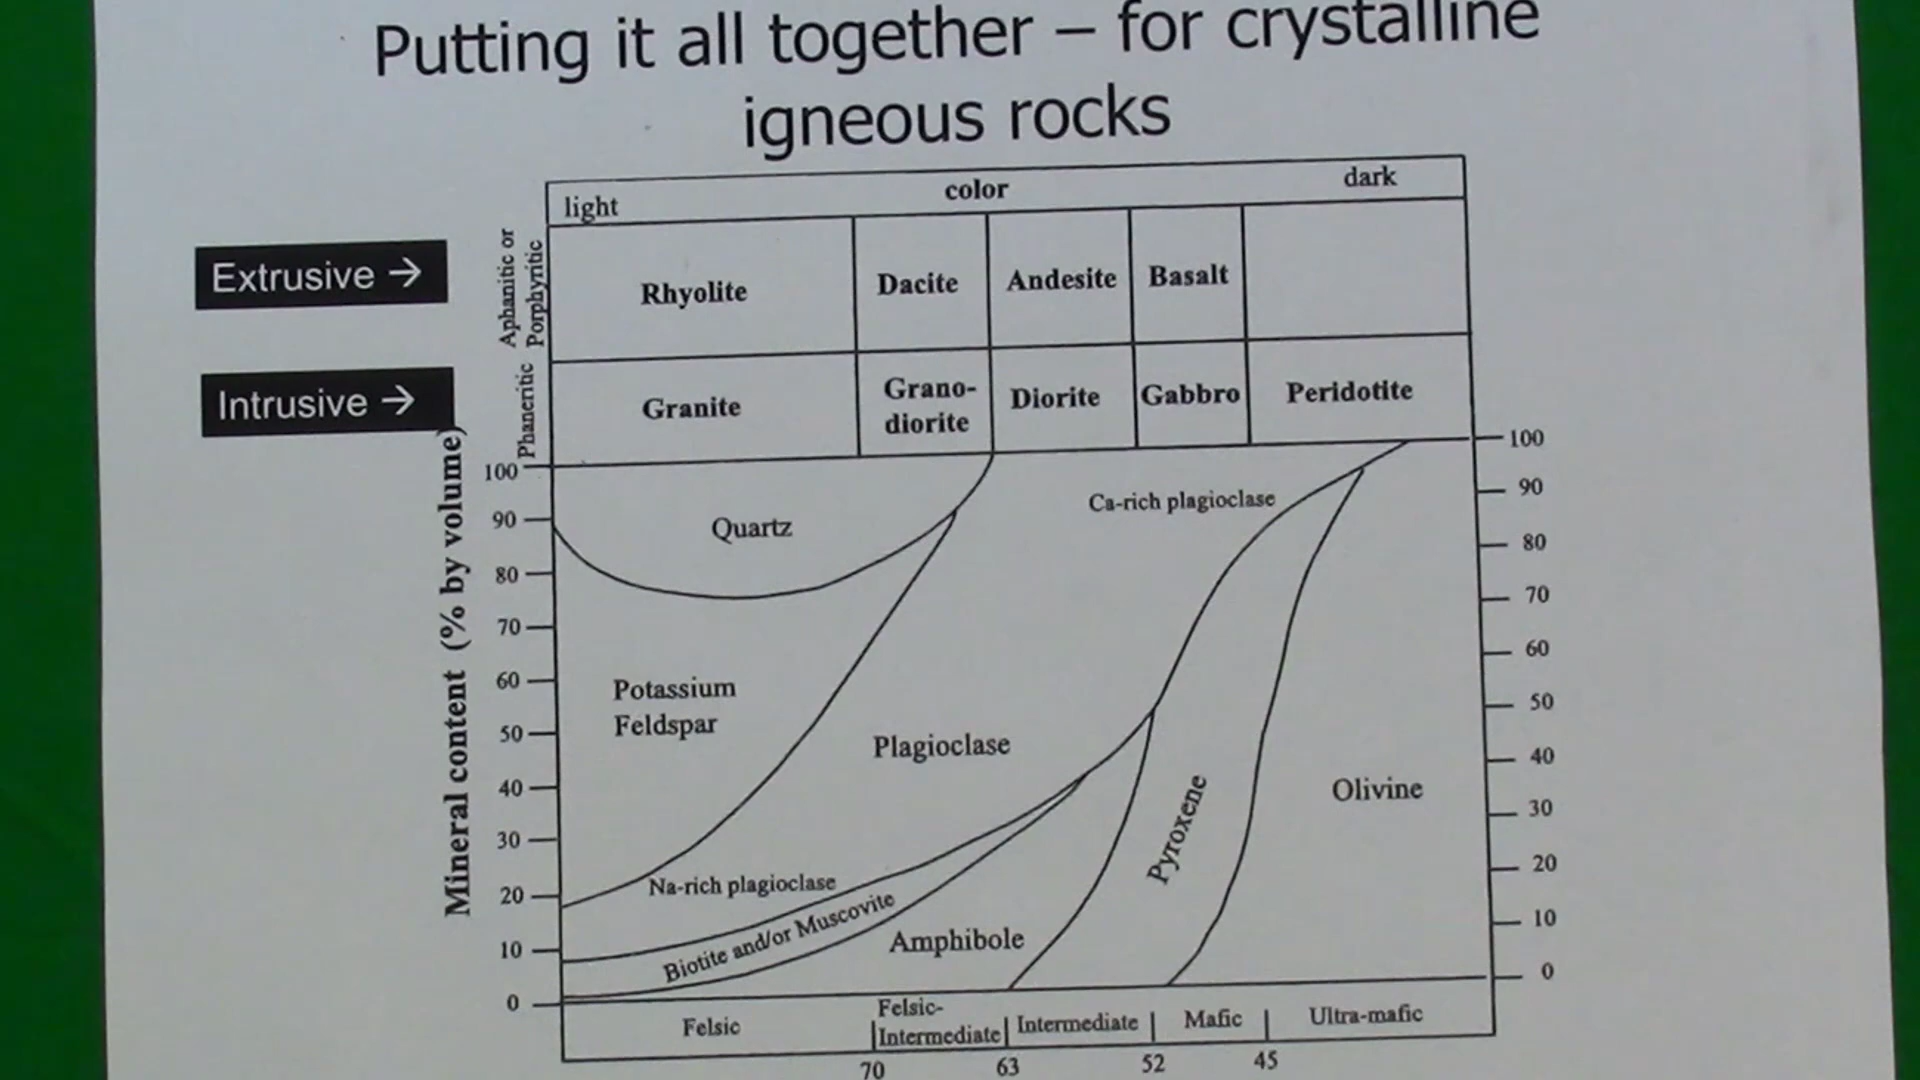 Putting it all together – for crystalline
igneous rocks
light color dark
Extrusive →
Aphanitic or
Porphyritic
Rhyolite Dacite Andesite Basalt
Intrusive →
Phaneritic
Granite Grano-
diorite Diorite Gabbro Peridotite
Mineral content (% by volume)
100
90
80
70
60
50
40
30
20
10
0
Quartz
Ca-rich plagioclase
Potassium
Feldspar
Plagioclase
Pyroxene
Olivine
Na-rich plagioclase
Biotite and/or Muscovite
Amphibole
100
90
80
70
60
50
40
30
20
10
0
Felsic
Felsic-
Intermediate
Intermediate
Mafic
Ultra-mafic
70 63 52 45